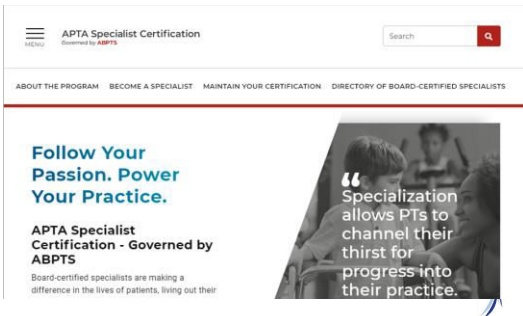 APTA Specialist Certification
MENU
Governed by ABPTS
Search
ABOUT THE PROGRAM BECOME A SPECIALIST MAINTAIN YOUR CERTIFICATION DIRECTORY OF BOARD-CERTIFIED SPECIALISTS
Follow Your
Passion. Power
Your Practice.
APTA Specialist
Certification - Governed by
ABPTS
Board-certified specialists are making a
difference in the lives of patients, living out their
“
Specialization
allows PTs to
channel their
thirst for
progress into
their practice.